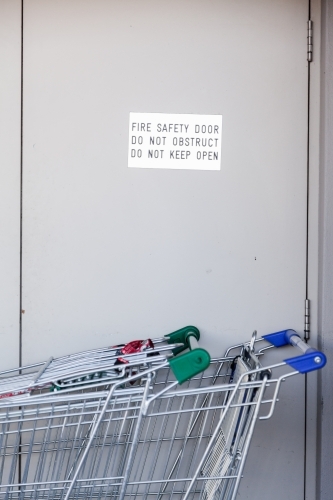 FIRE SAFETY DOOR
DO NOT OBSTRUCT
DO NOT KEEP OPEN